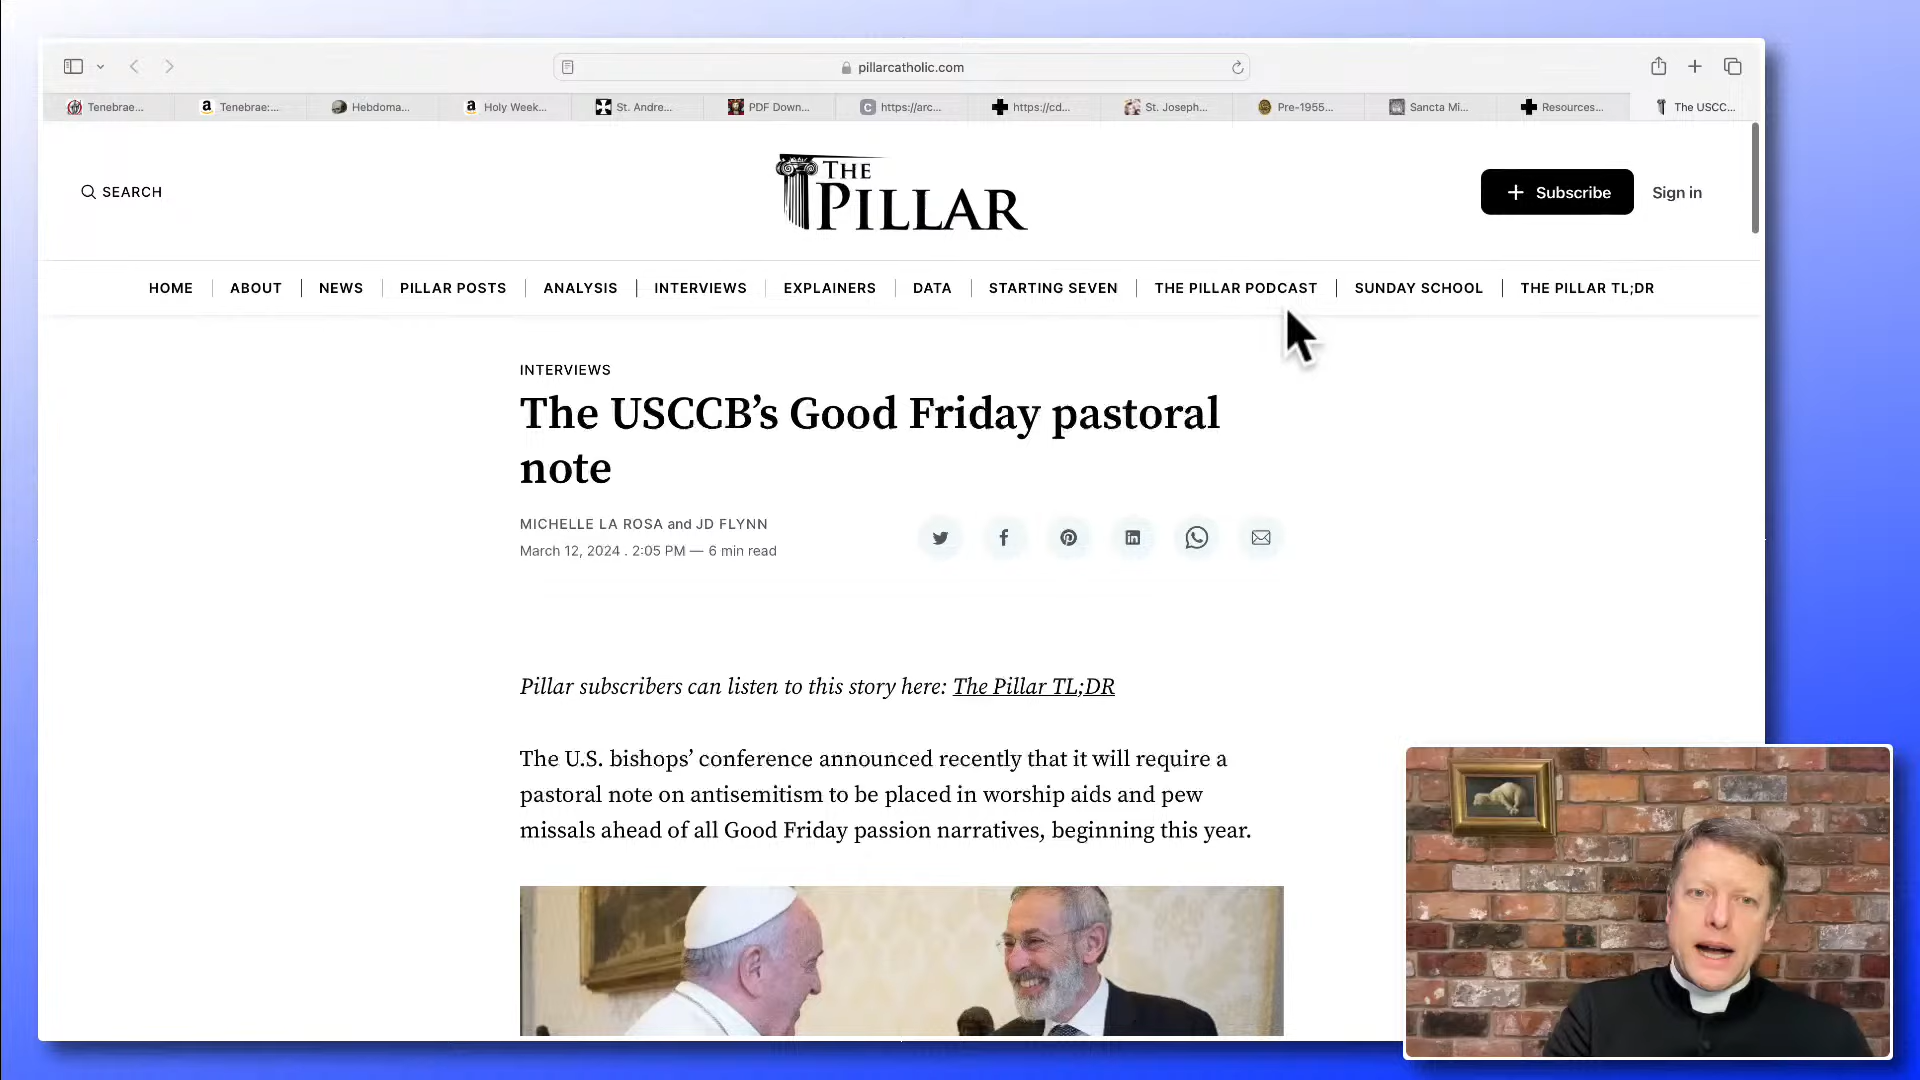 pillarcatholic.com
Tenebrae...
Tenebrae:...
Hebdoma...
Holy Week...
St. Andre...
PDF Down...
https://arc...
https://cd...
St. Joseph...
Pre-1955...
Sancta Mi...
Resources...
The USCC...
SEARCH
THE
PILLAR
Subscribe
Sign in
HOME
ABOUT
NEWS
PILLAR POSTS
ANALYSIS
INTERVIEWS
EXPLAINERS
DATA
STARTING SEVEN
THE PILLAR PODCAST
SUNDAY SCHOOL
THE PILLAR TL;DR
INTERVIEWS
The USCCB’s Good Friday pastoral
note
MICHELLE LA ROSA and JD FLYNN
March 12, 2024 . 2:05 PM — 6 min read
Pillar subscribers can listen to this story here: The Pillar TL;DR
The U.S. bishops’ conference announced recently that it will require a
pastoral note on antisemitism to be placed in worship aids and pew
missals ahead of all Good Friday passion narratives, beginning this year.